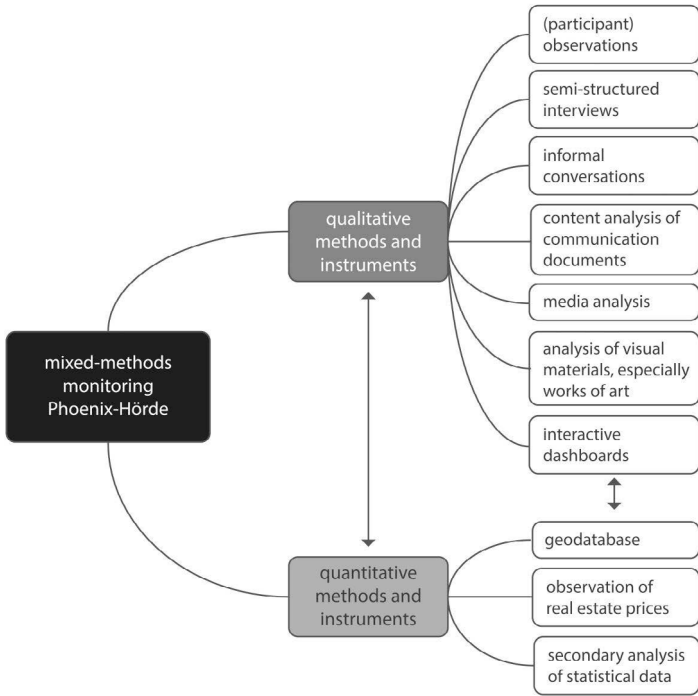 mixed-methods
monitoring
Phoenix-Hörde
qualitative
methods and
instruments
(participant)
observations
semi-structured
interviews
informal
conversations
content analysis of
communication
documents
media analysis
analysis of visual
materials, especially
works of art
interactive
dashboards
quantitative
methods and
instruments
geodatabase
observation of
real estate prices
secondary analysis
of statistical data